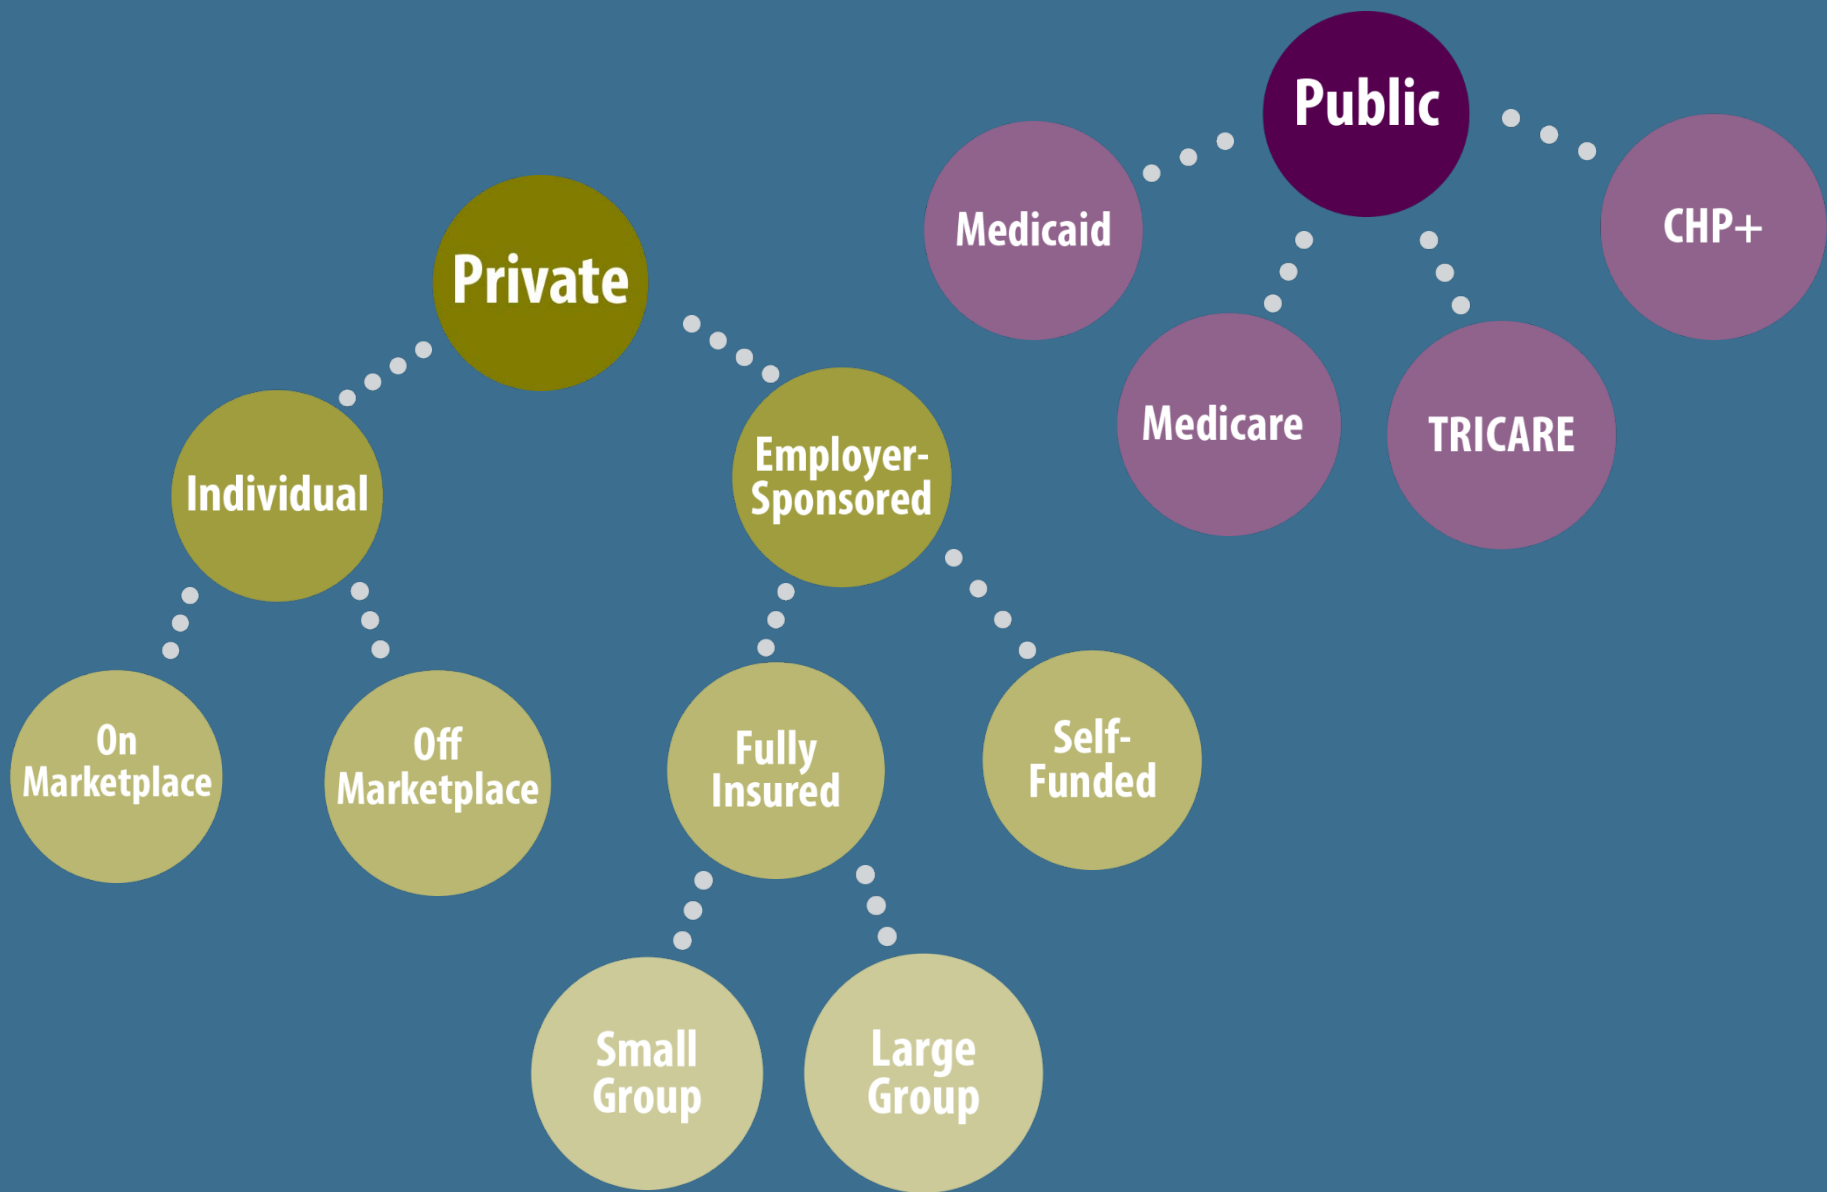 Public
Medicaid
CHP+
Medicare
TRICARE
Private
Individual
Employer-
Sponsored
On
Marketplace
Off
Marketplace
Fully
Insured
Self-
Funded
Small
Group
Large
Group